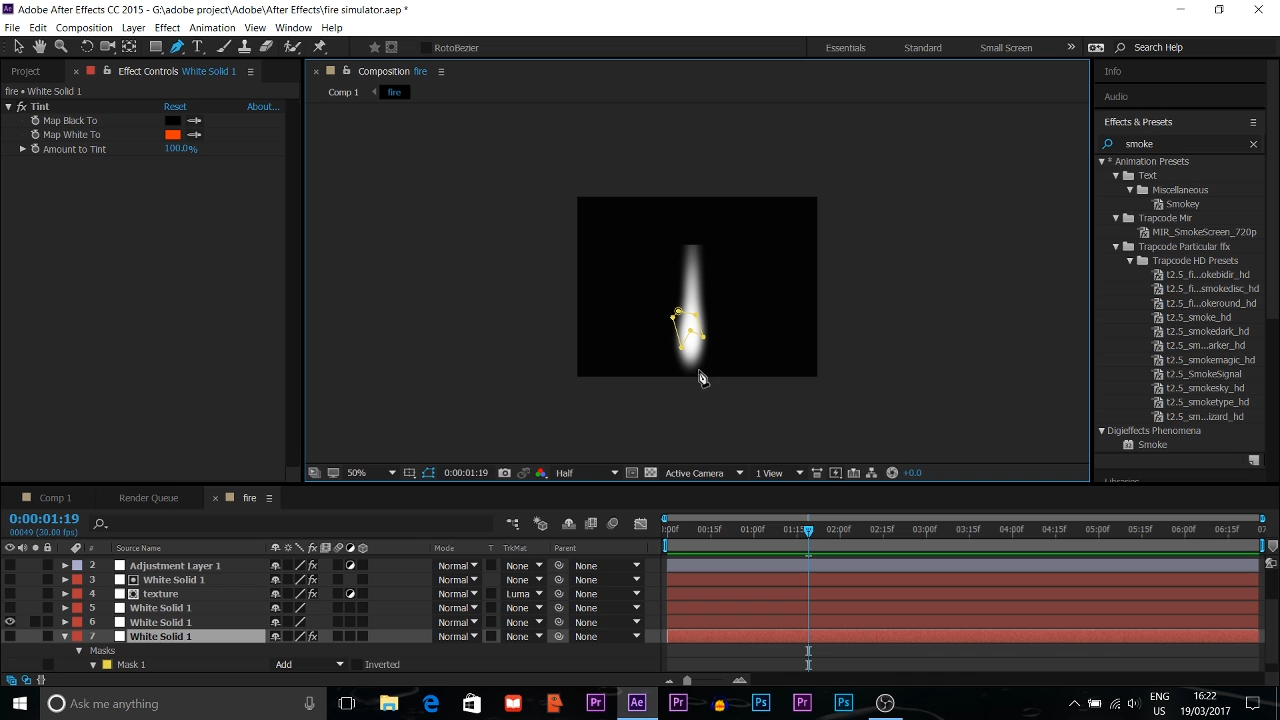 Adobe After Effects CC 2015 - G:\adobe project\Adobe\After Effects\fire simulator.aep *
File Edit Composition Layer Effect Animation View Window Help
RotoBezier Essentials Standard Small Screen Search Help
Project Effect Controls White Solid 1 Composition fire Info
fire • White Solid 1 Comp 1 fire Audio
fx Tint Reset About... Effects & Presets
Map Black To
Map White To smoke
Amount to Tint 100.0%
* Animation Presets
Text
Miscellaneous
Smokey
Trapcode Mir
MIR_SmokeScreen_720p
Trapcode Particular ffx
Trapcode HD Presets
t2.5_fi...okebidir_hd
t2.5_fi...smokedisc_hd
t2.5_fi...okeround_hd
t2.5_smoke_hd
t2.5_smokedark_hd
t2.5_sm...arker_hd
t2.5_smokemagic_hd
t2.5_SmokeSignal
t2.5_smokesky_hd
t2.5_smoketype_hd
t2.5_sm...izard_hd
Digieffects Phenomena
Smoke
50% 0:00:01:19 Half Active Camera 1 View +0.0
Comp 1 Render Queue fire
0:00:01:19
00049 (30.00 fps)
:00f 00:15f 01:00f 01:15f 02:00f 02:15f 03:00f 03:15f 04:00f 04:15f 05:00f 05:15f 06:00f 06:15f 07
# Source Name Mode T TrkMat Parent
2 Adjustment Layer 1 Normal None None
3 White Solid 1 Normal None None
4 texture Normal Luma None
5 White Solid 1 Normal None None
6 White Solid 1 Normal None None
7 White Solid 1 Normal None None
Masks
Mask 1 Add Inverted
Ask me anything ENG 16:22
US 19/03/2017